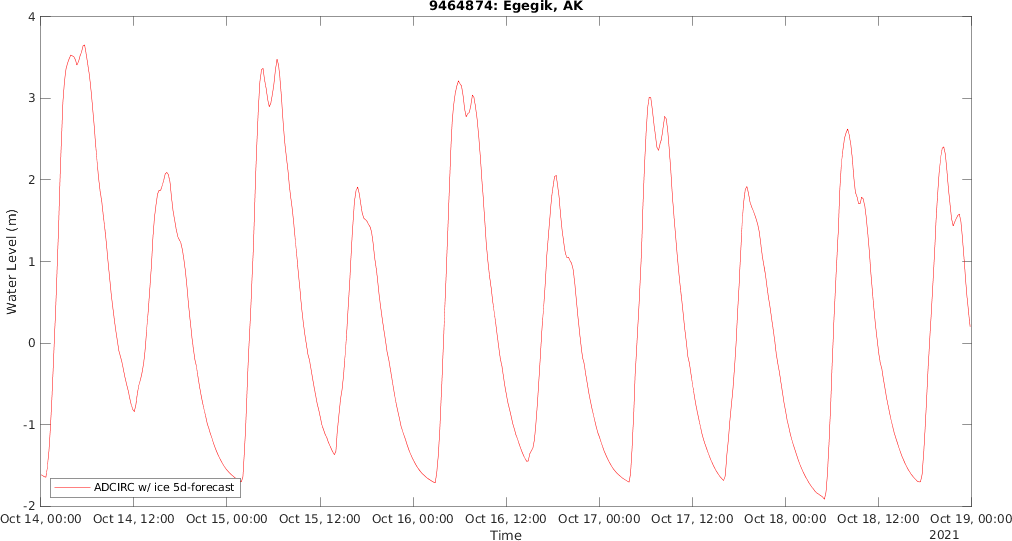 9464874: Egegik, AK
4
3
2
1
0
-1
-2
Water Level (m)
ADCIRC w/ ice 5d-forecast
Oct 14, 00:00 Oct 14, 12:00 Oct 15, 00:00 Oct 15, 12:00 Oct 16, 00:00 Oct 16, 12:00 Oct 17, 00:00 Oct 17, 12:00 Oct 18, 00:00 Oct 18, 12:00 Oct 19, 00:00
Time
2021